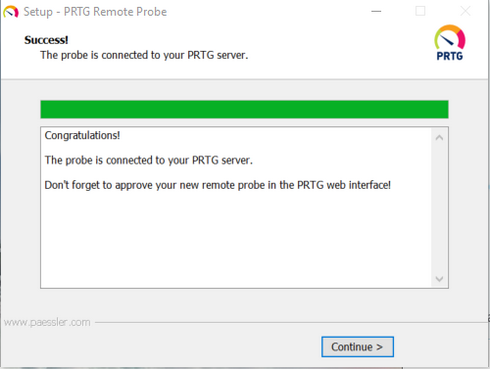 Setup - PRTG Remote Probe
Success!
The probe is connected to your PRTG server.
PRTG
Congratulations!
The probe is connected to your PRTG server.
Don't forget to approve your new remote probe in the PRTG web interface!
www.paessler.com
Continue >